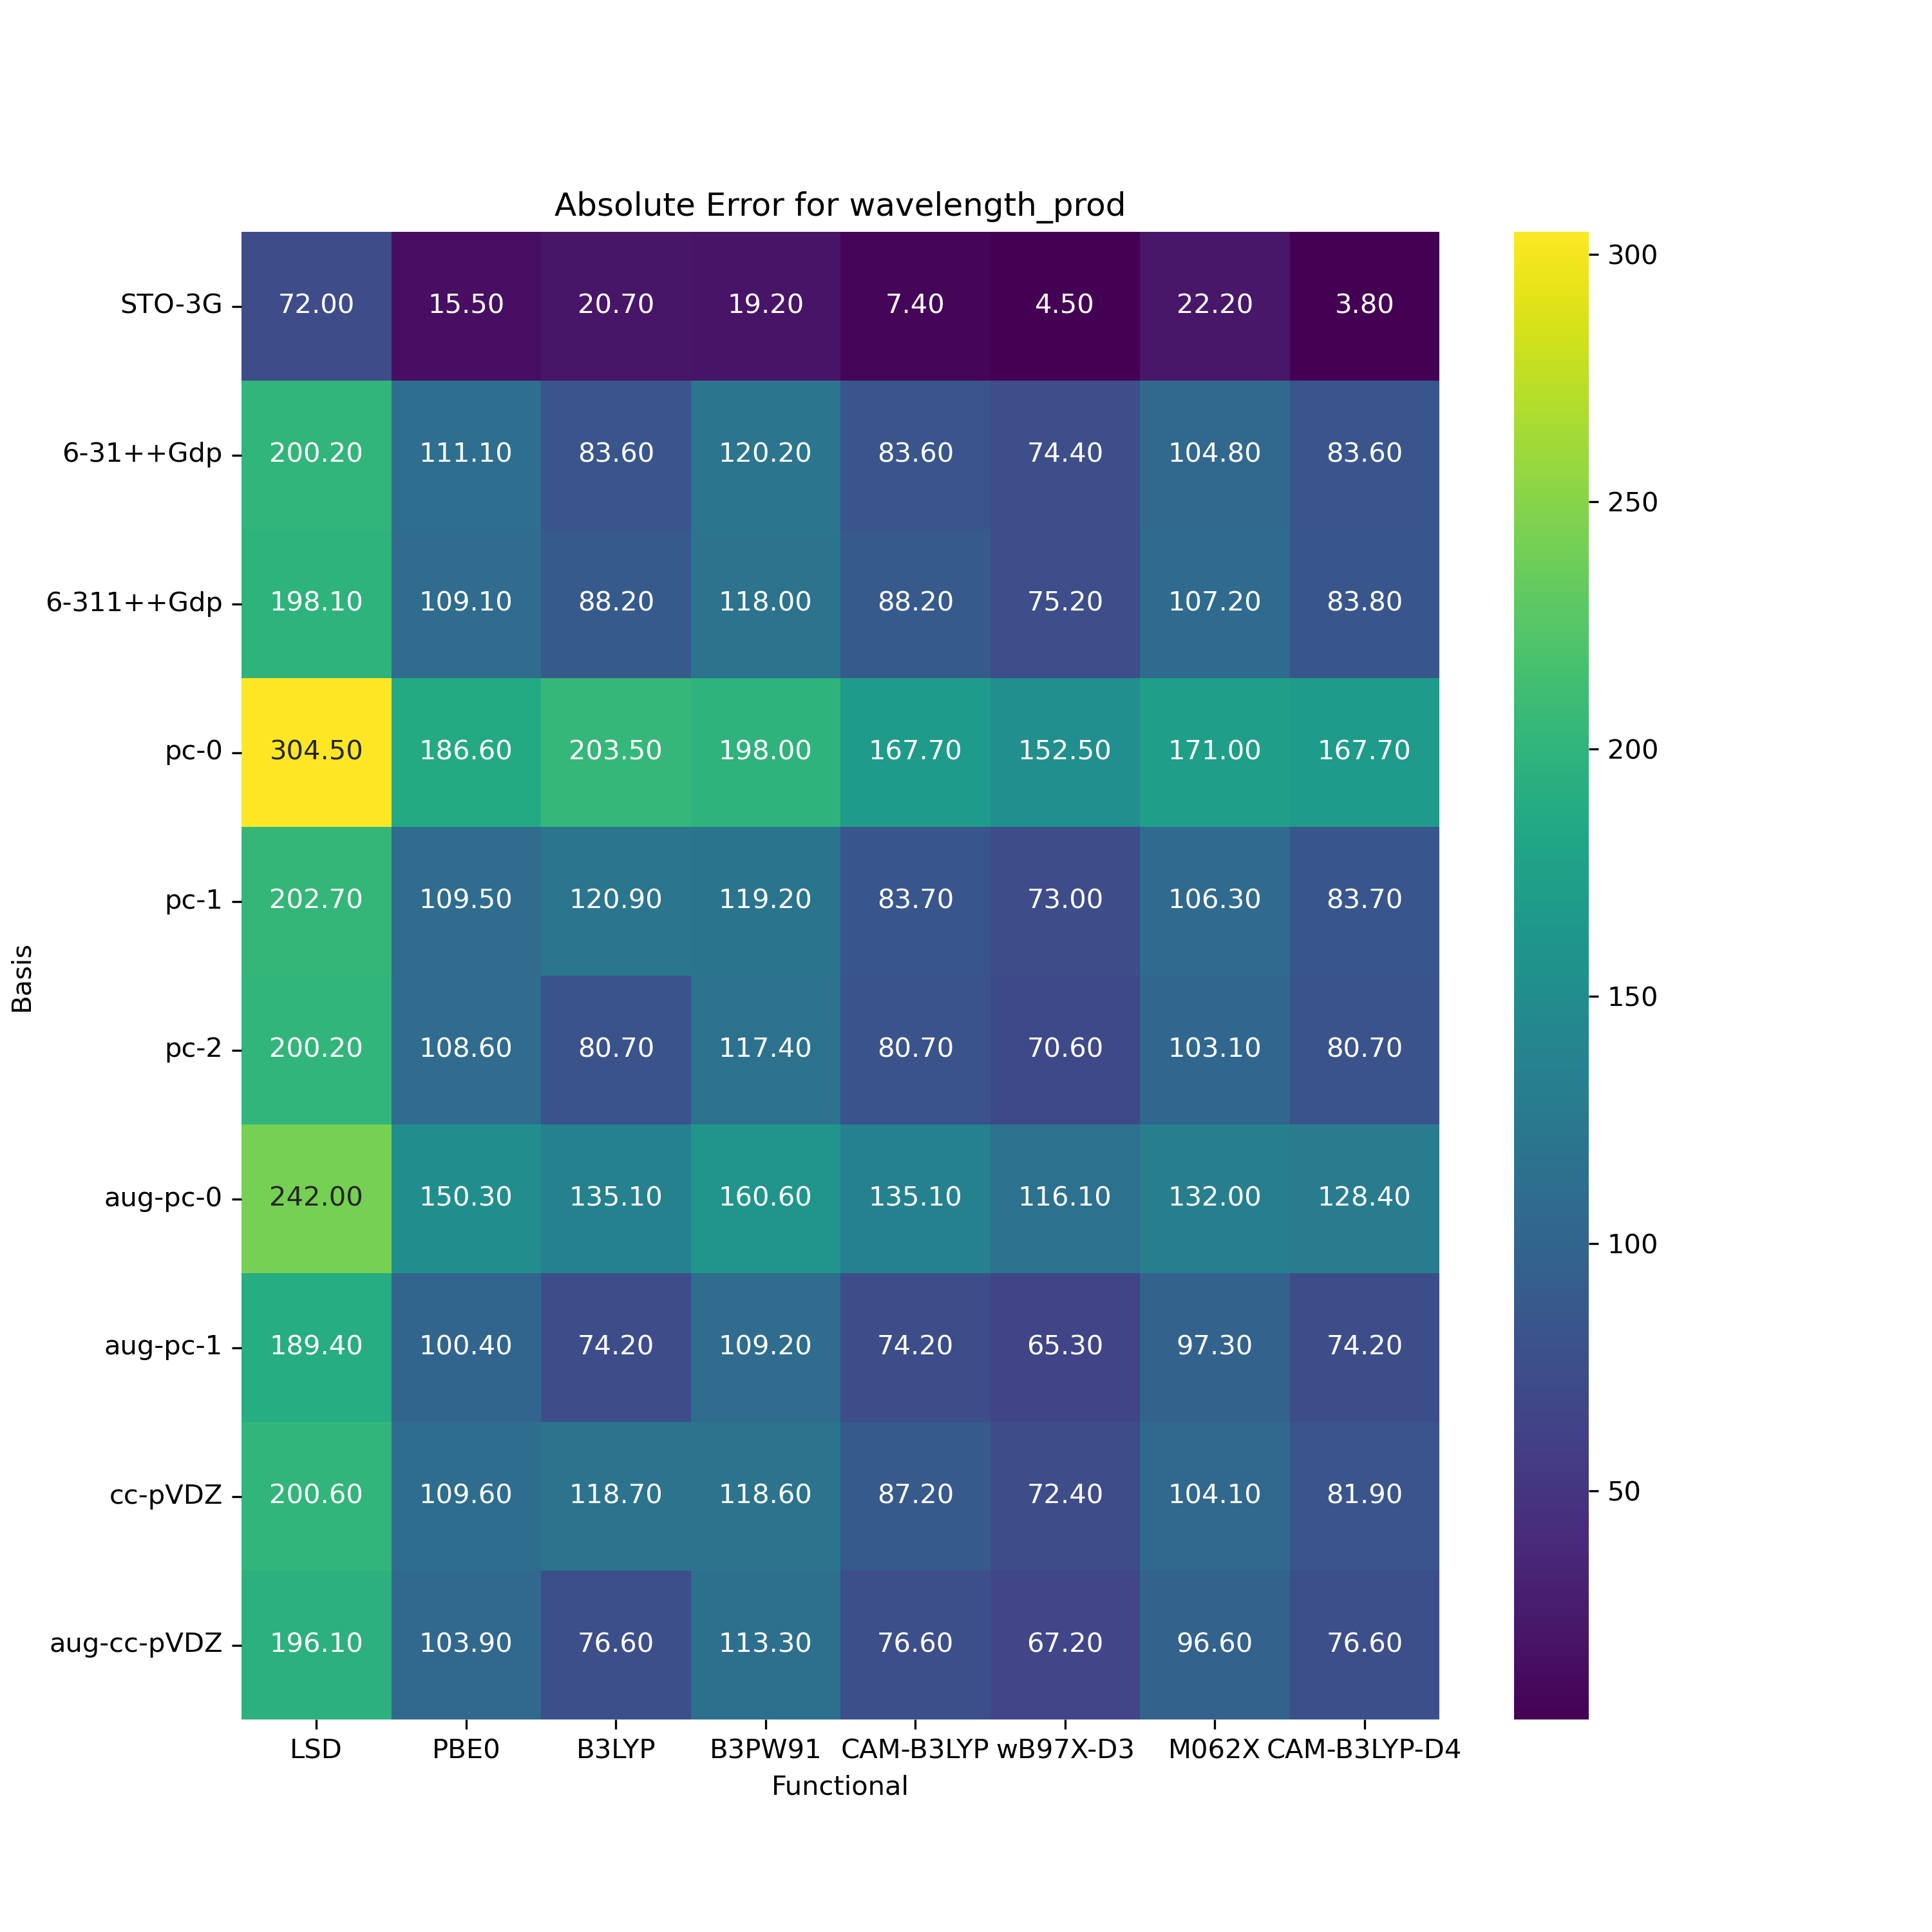 Absolute Error for wavelength_prod
STO-3G 72.00 15.50 20.70 19.20 7.40 4.50 22.20 3.80
6-31++Gdp 200.20 111.10 83.60 120.20 83.60 74.40 104.80 83.60
6-311++Gdp 198.10 109.10 88.20 118.00 88.20 75.20 107.20 83.80
pc-0 304.50 186.60 203.50 198.00 167.70 152.50 171.00 167.70
pc-1 202.70 109.50 120.90 119.20 83.70 73.00 106.30 83.70
pc-2 200.20 108.60 80.70 117.40 80.70 70.60 103.10 80.70
aug-pc-0 242.00 150.30 135.10 160.60 135.10 116.10 132.00 128.40
aug-pc-1 189.40 100.40 74.20 109.20 74.20 65.30 97.30 74.20
cc-pVDZ 200.60 109.60 118.70 118.60 87.20 72.40 104.10 81.90
aug-cc-pVDZ 196.10 103.90 76.60 113.30 76.60 67.20 96.60 76.60
LSD PBE0 B3LYP B3PW91 CAM-B3LYP wB97X-D3 M062X CAM-B3LYP-D4
Functional
Basis
300
250
200
150
100
50